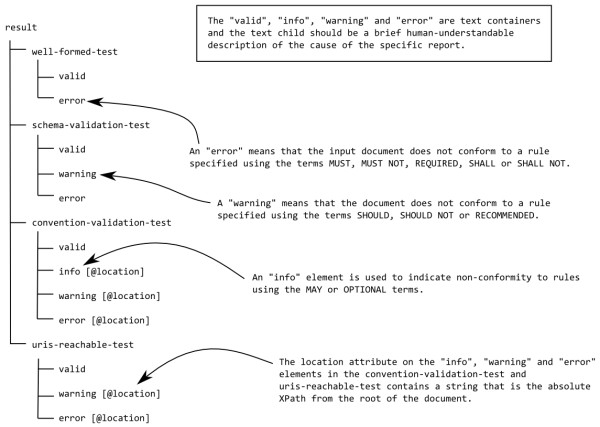 The "valid", "info", "warning" and "error" are text containers
and the text child should be a brief human-understandable
description of the cause of the specific report.
result
well-formed-test
valid
error
schema-validation-test
An "error" means that the input document does not conform to a rule
specified using the terms MUST, MUST NOT, REQUIRED, SHALL or SHALL NOT.
valid
warning
error
A "warning" means that the document does not conform to a rule
specified using the terms SHOULD, SHOULD NOT or RECOMMENDED.
convention-validation-test
valid
info [@location]
warning [@location]
error [@location]
An "info" element is used to indicate non-conformity to rules
using the MAY or OPTIONAL terms.
uris-reachable-test
valid
warning [@location]
error [@location]
The location attribute on the "info", "warning" and "error"
elements in the convention-validation-test and
uris-reachable-test contains a string that is the absolute
XPath from the root of the document.